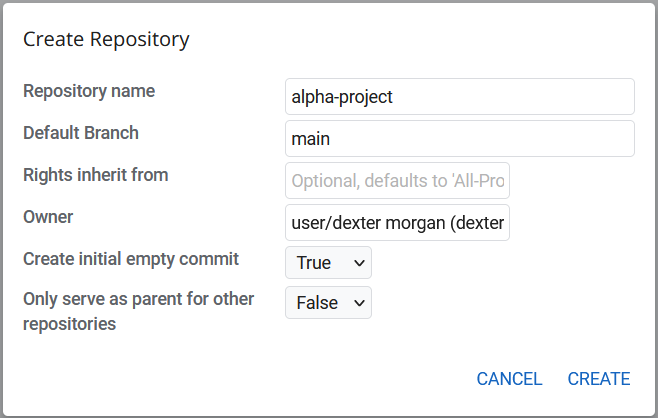 Create Repository
Repository name
alpha-project
Default Branch
main
Rights inherit from
Optional, defaults to 'All-Pro
Owner
user/dexter morgan (dexter
Create initial empty commit
True
Only serve as parent for other
repositories
False
CANCEL CREATE